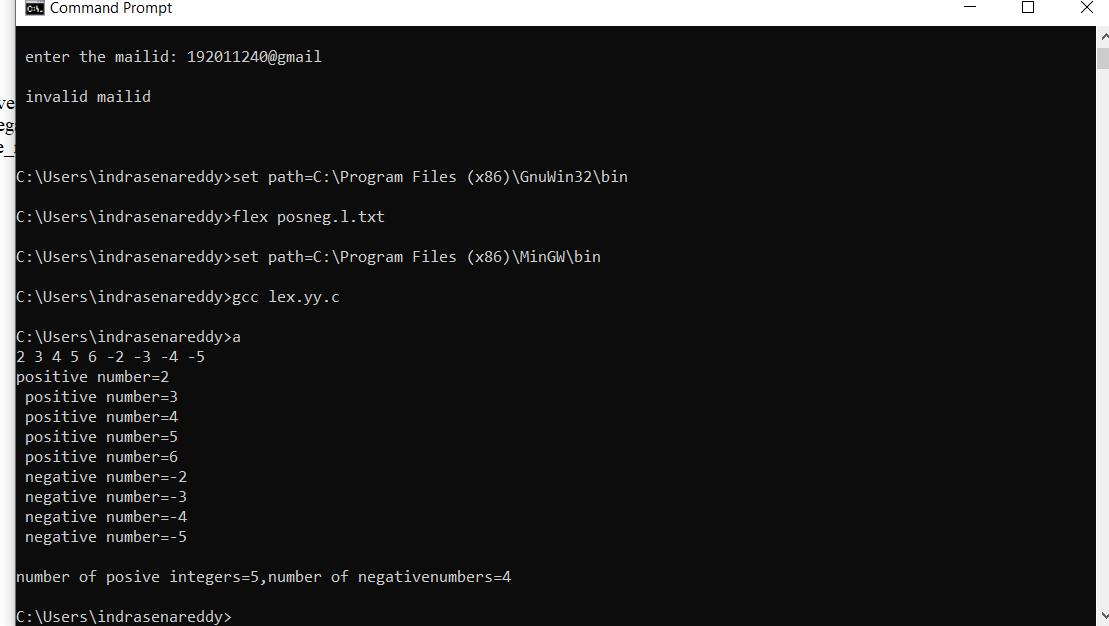 Command Prompt
enter the mailid: 192011240@gmail
invalid mailid
C:\Users\indrasenareddy>set path=C:\Program Files (x86)\GnuWin32\bin
C:\Users\indrasenareddy>flex posneg.l.txt
C:\Users\indrasenareddy>set path=C:\Program Files (x86)\MinGW\bin
C:\Users\indrasenareddy>gcc lex.yy.c
C:\Users\indrasenareddy>a
2 3 4 5 6 -2 -3 -4 -5
positive number=2
positive number=3
positive number=4
positive number=5
positive number=6
negative number=-2
negative number=-3
negative number=-4
negative number=-5
number of posive integers=5,number of negativenumbers=4
C:\Users\indrasenareddy>